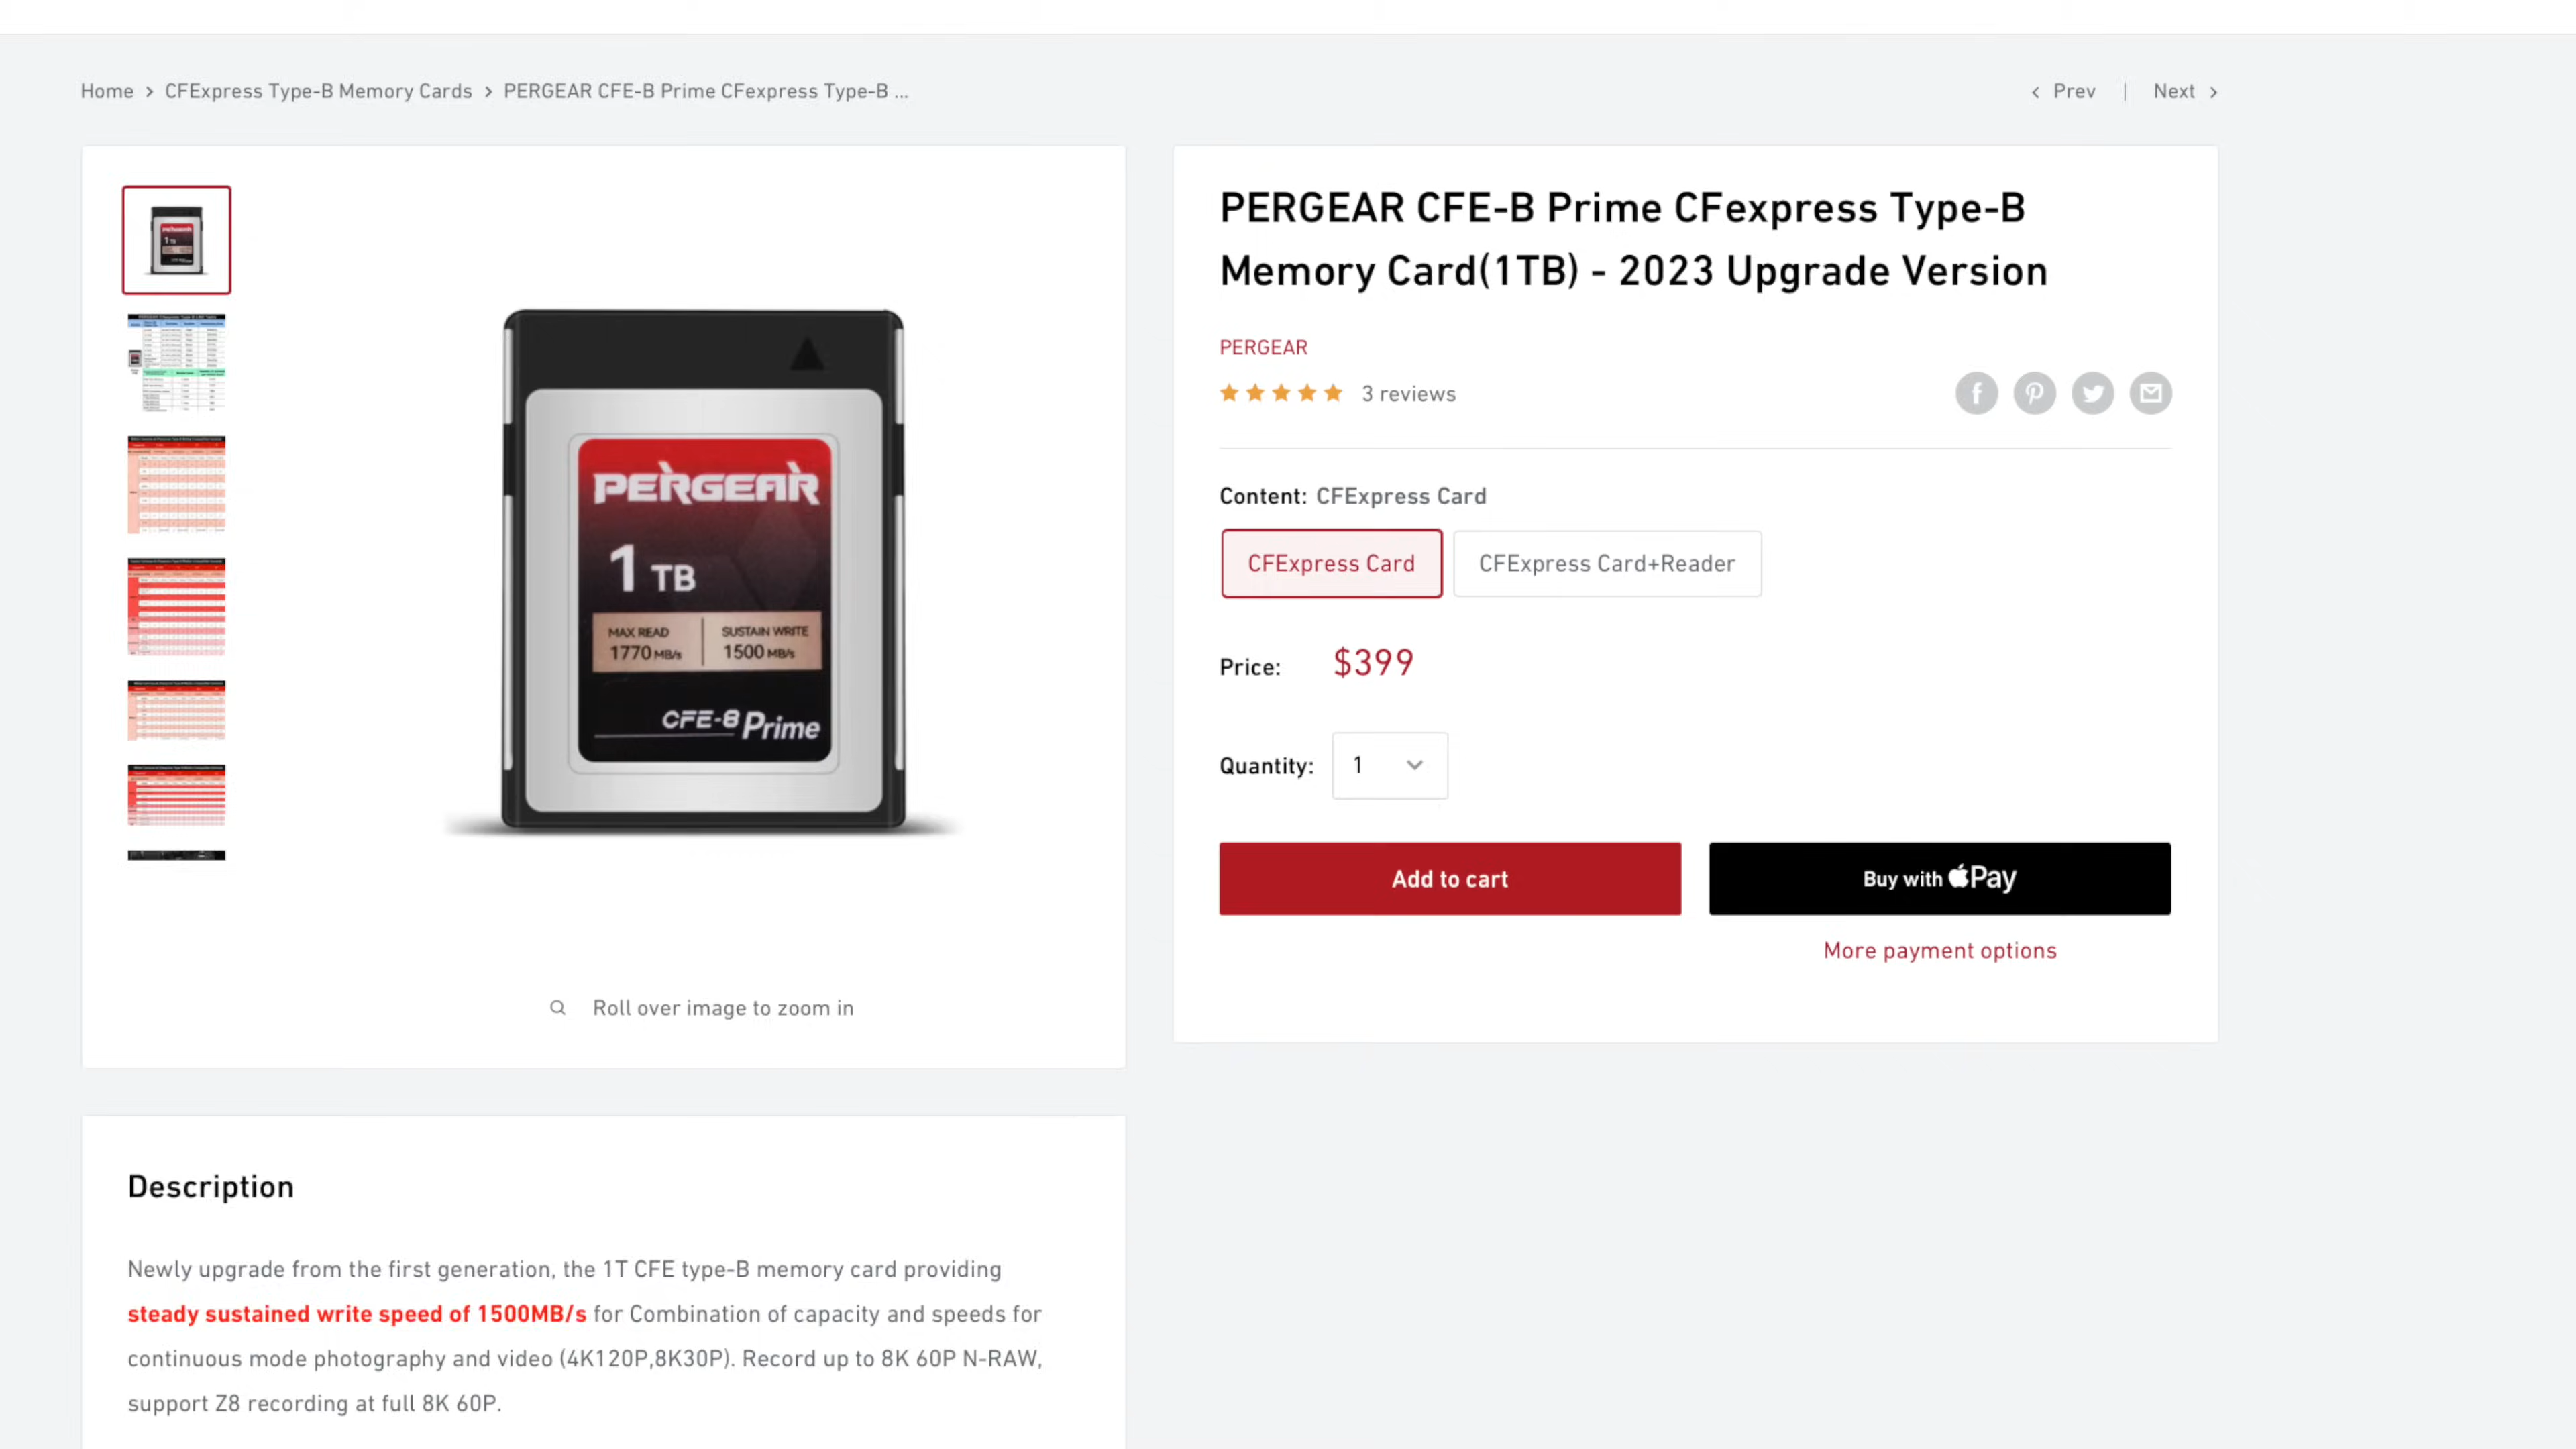 Home > CFExpress Type-B Memory Cards > PERGEAR CFE-B Prime CFexpress Type-B ...
Prev | Next
PERGEAR
1 TB
MAX READ
1770 MB/s
SUSTAIN WRITE
1500 MB/s
CFE-B Prime
Roll over image to zoom in
PERGEAR CFE-B Prime CFexpress Type-B
Memory Card(1TB) - 2023 Upgrade Version
PERGEAR
3 reviews
Content: CFExpress Card
CFExpress Card
CFExpress Card+Reader
Price: $399
Quantity: 1
Add to cart
Buy with Pay
More payment options
Description
Newly upgrade from the first generation, the 1T CFE type-B memory card providing
steady sustained write speed of 1500MB/s for Combination of capacity and speeds for
continuous mode photography and video (4K120P,8K30P). Record up to 8K 60P N-RAW,
support Z8 recording at full 8K 60P.